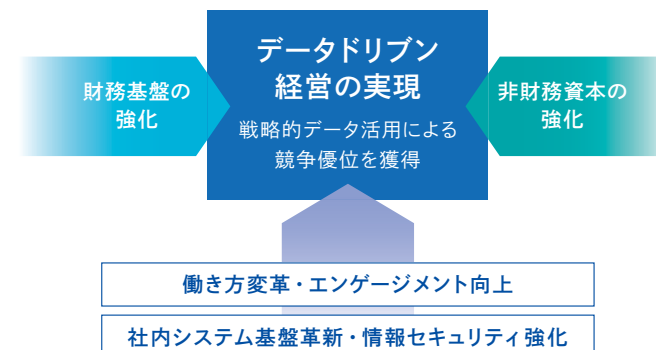 データドリブン
経営の実現
戦略的データ活用による
競争優位を獲得
財務基盤の
強化
非財務資本の
強化
働き方変革・エンゲージメント向上
社内システム基盤革新・情報セキュリティ強化